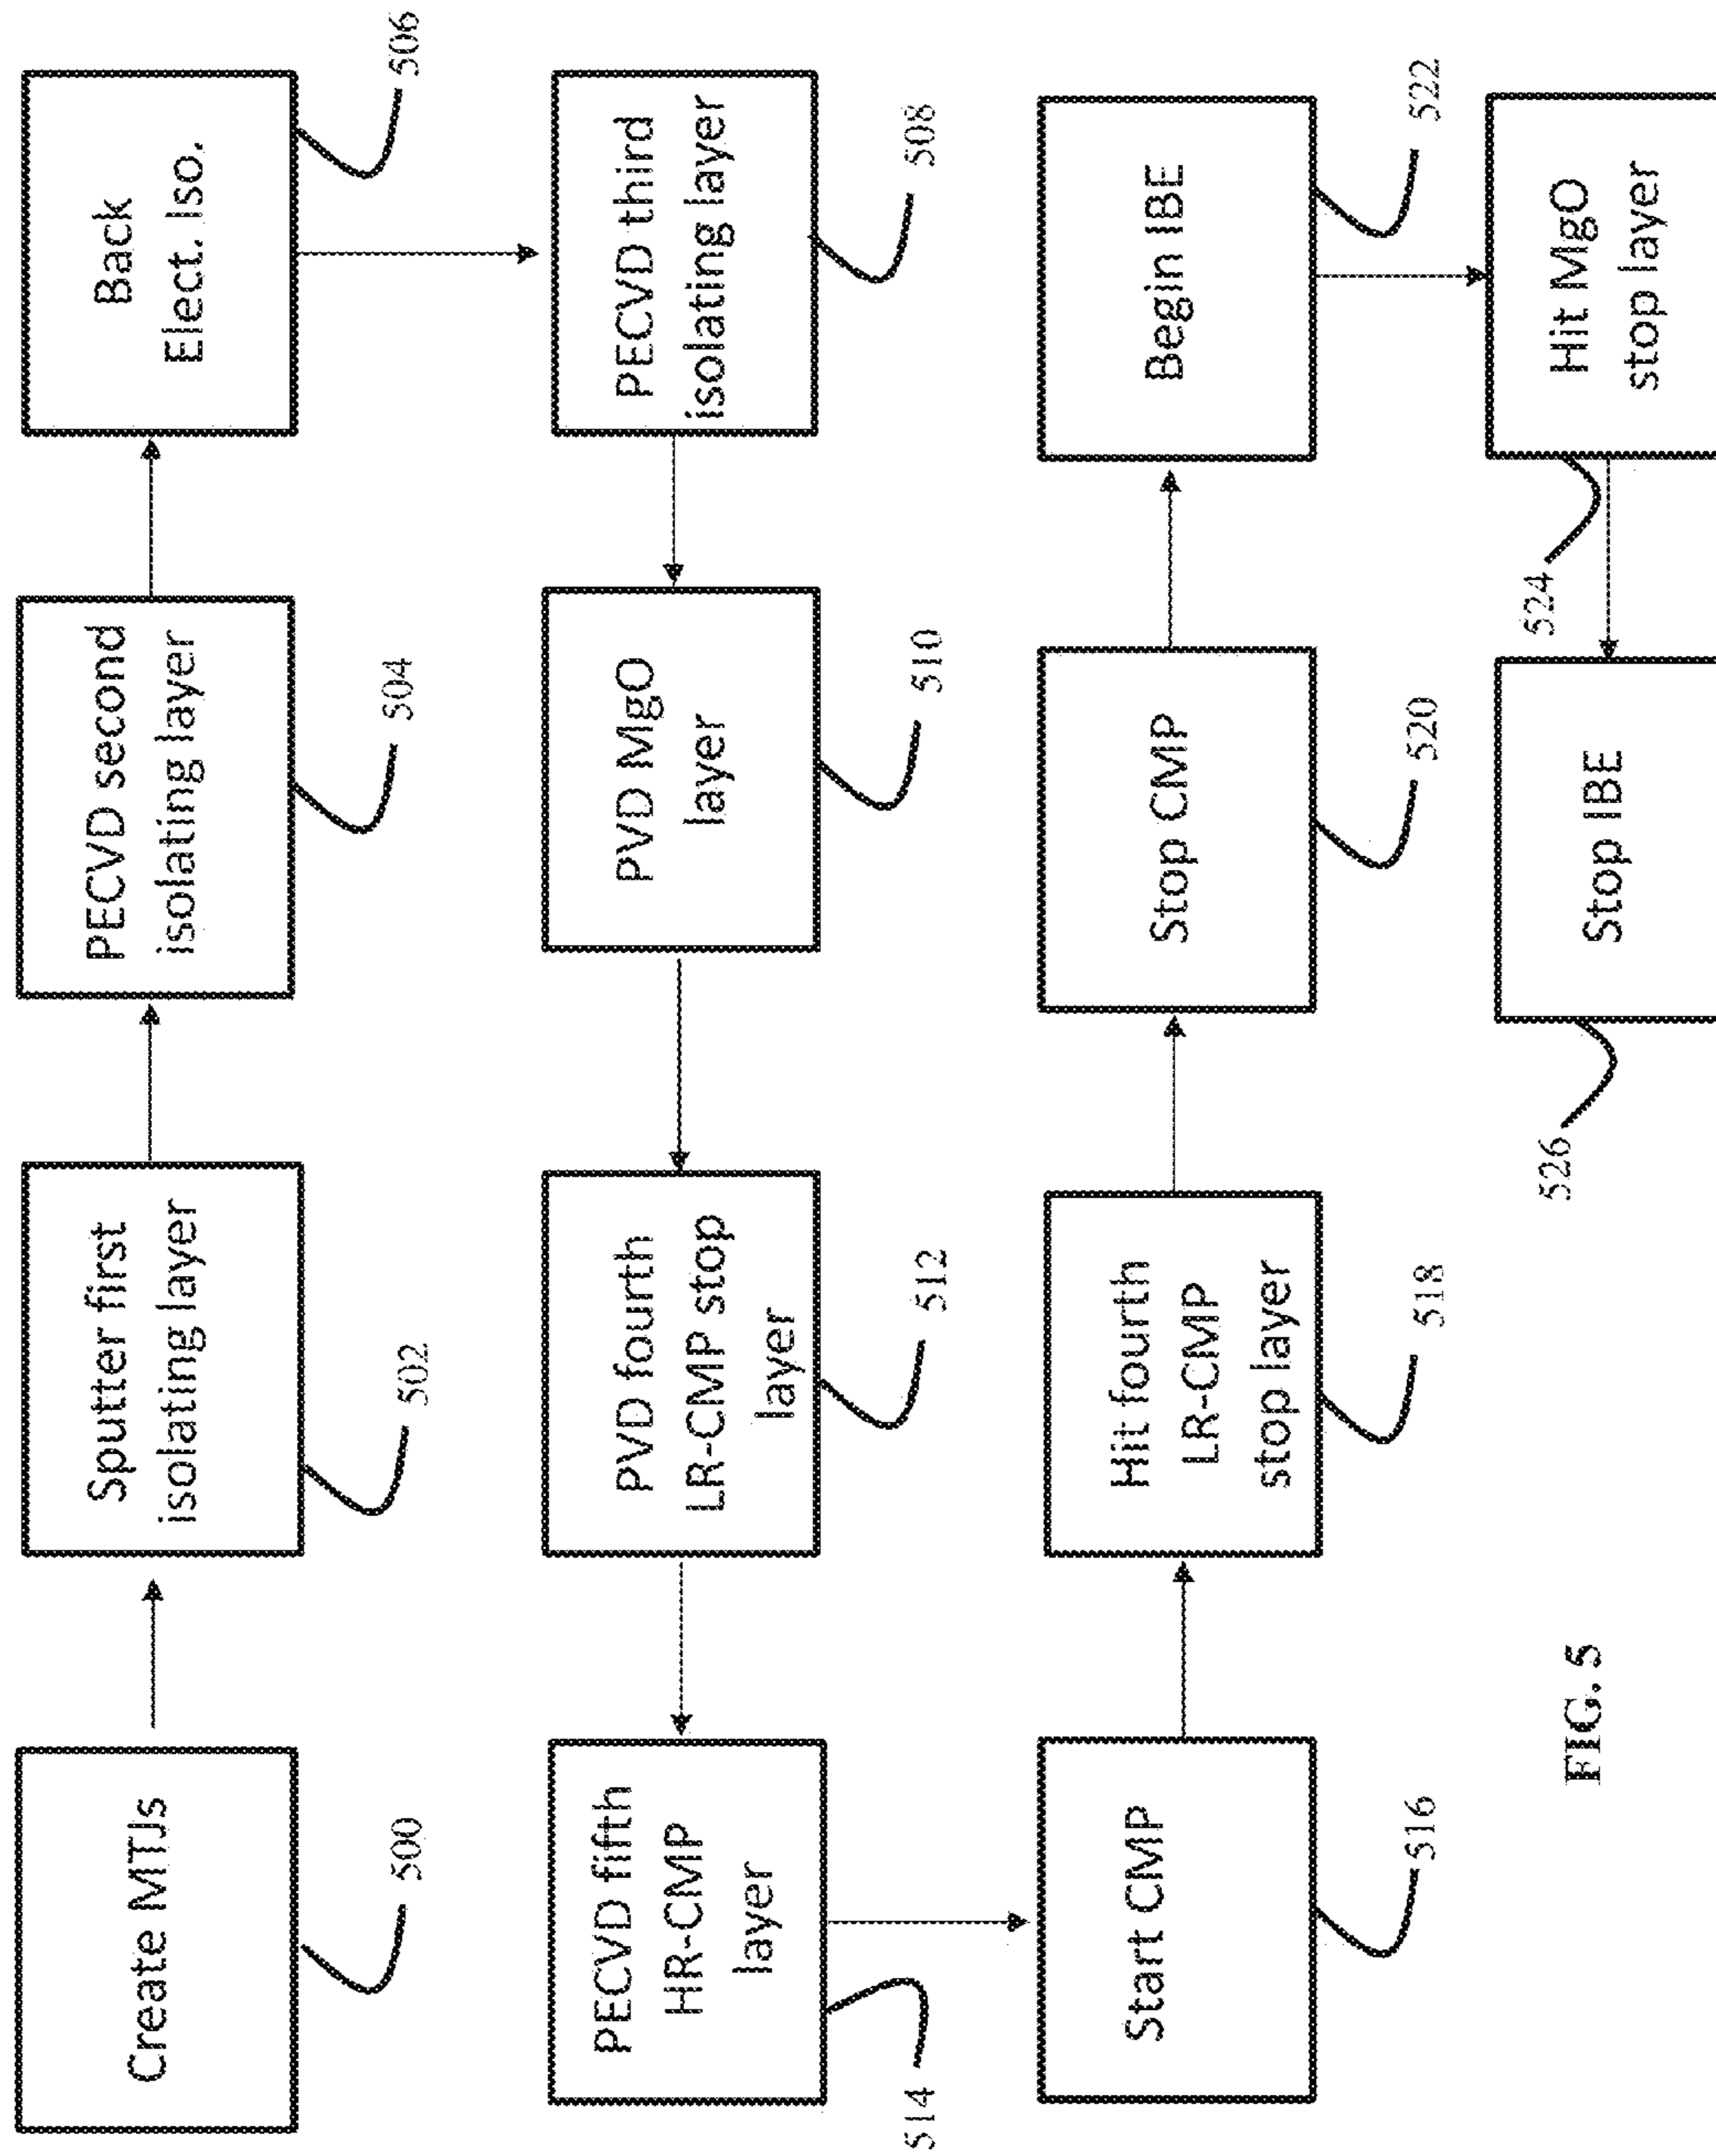 Create MTJs
500
Sputter first
isolating layer
502
PECVD second
isolating layer
504
Back
Elect. Iso.
506
PECVD third
isolating layer
508
PVD MgO
layer
510
PVD fourth
LR-CMP stop
layer
512
PECVD fifth
HR-CMP
layer
514
Start CMP
516
Hit fourth
LR-CMP
stop layer
518
Stop CMP
520
Begin IBE
522
Hit MgO
stop layer
524
Stop IBE
526
FIG. 5